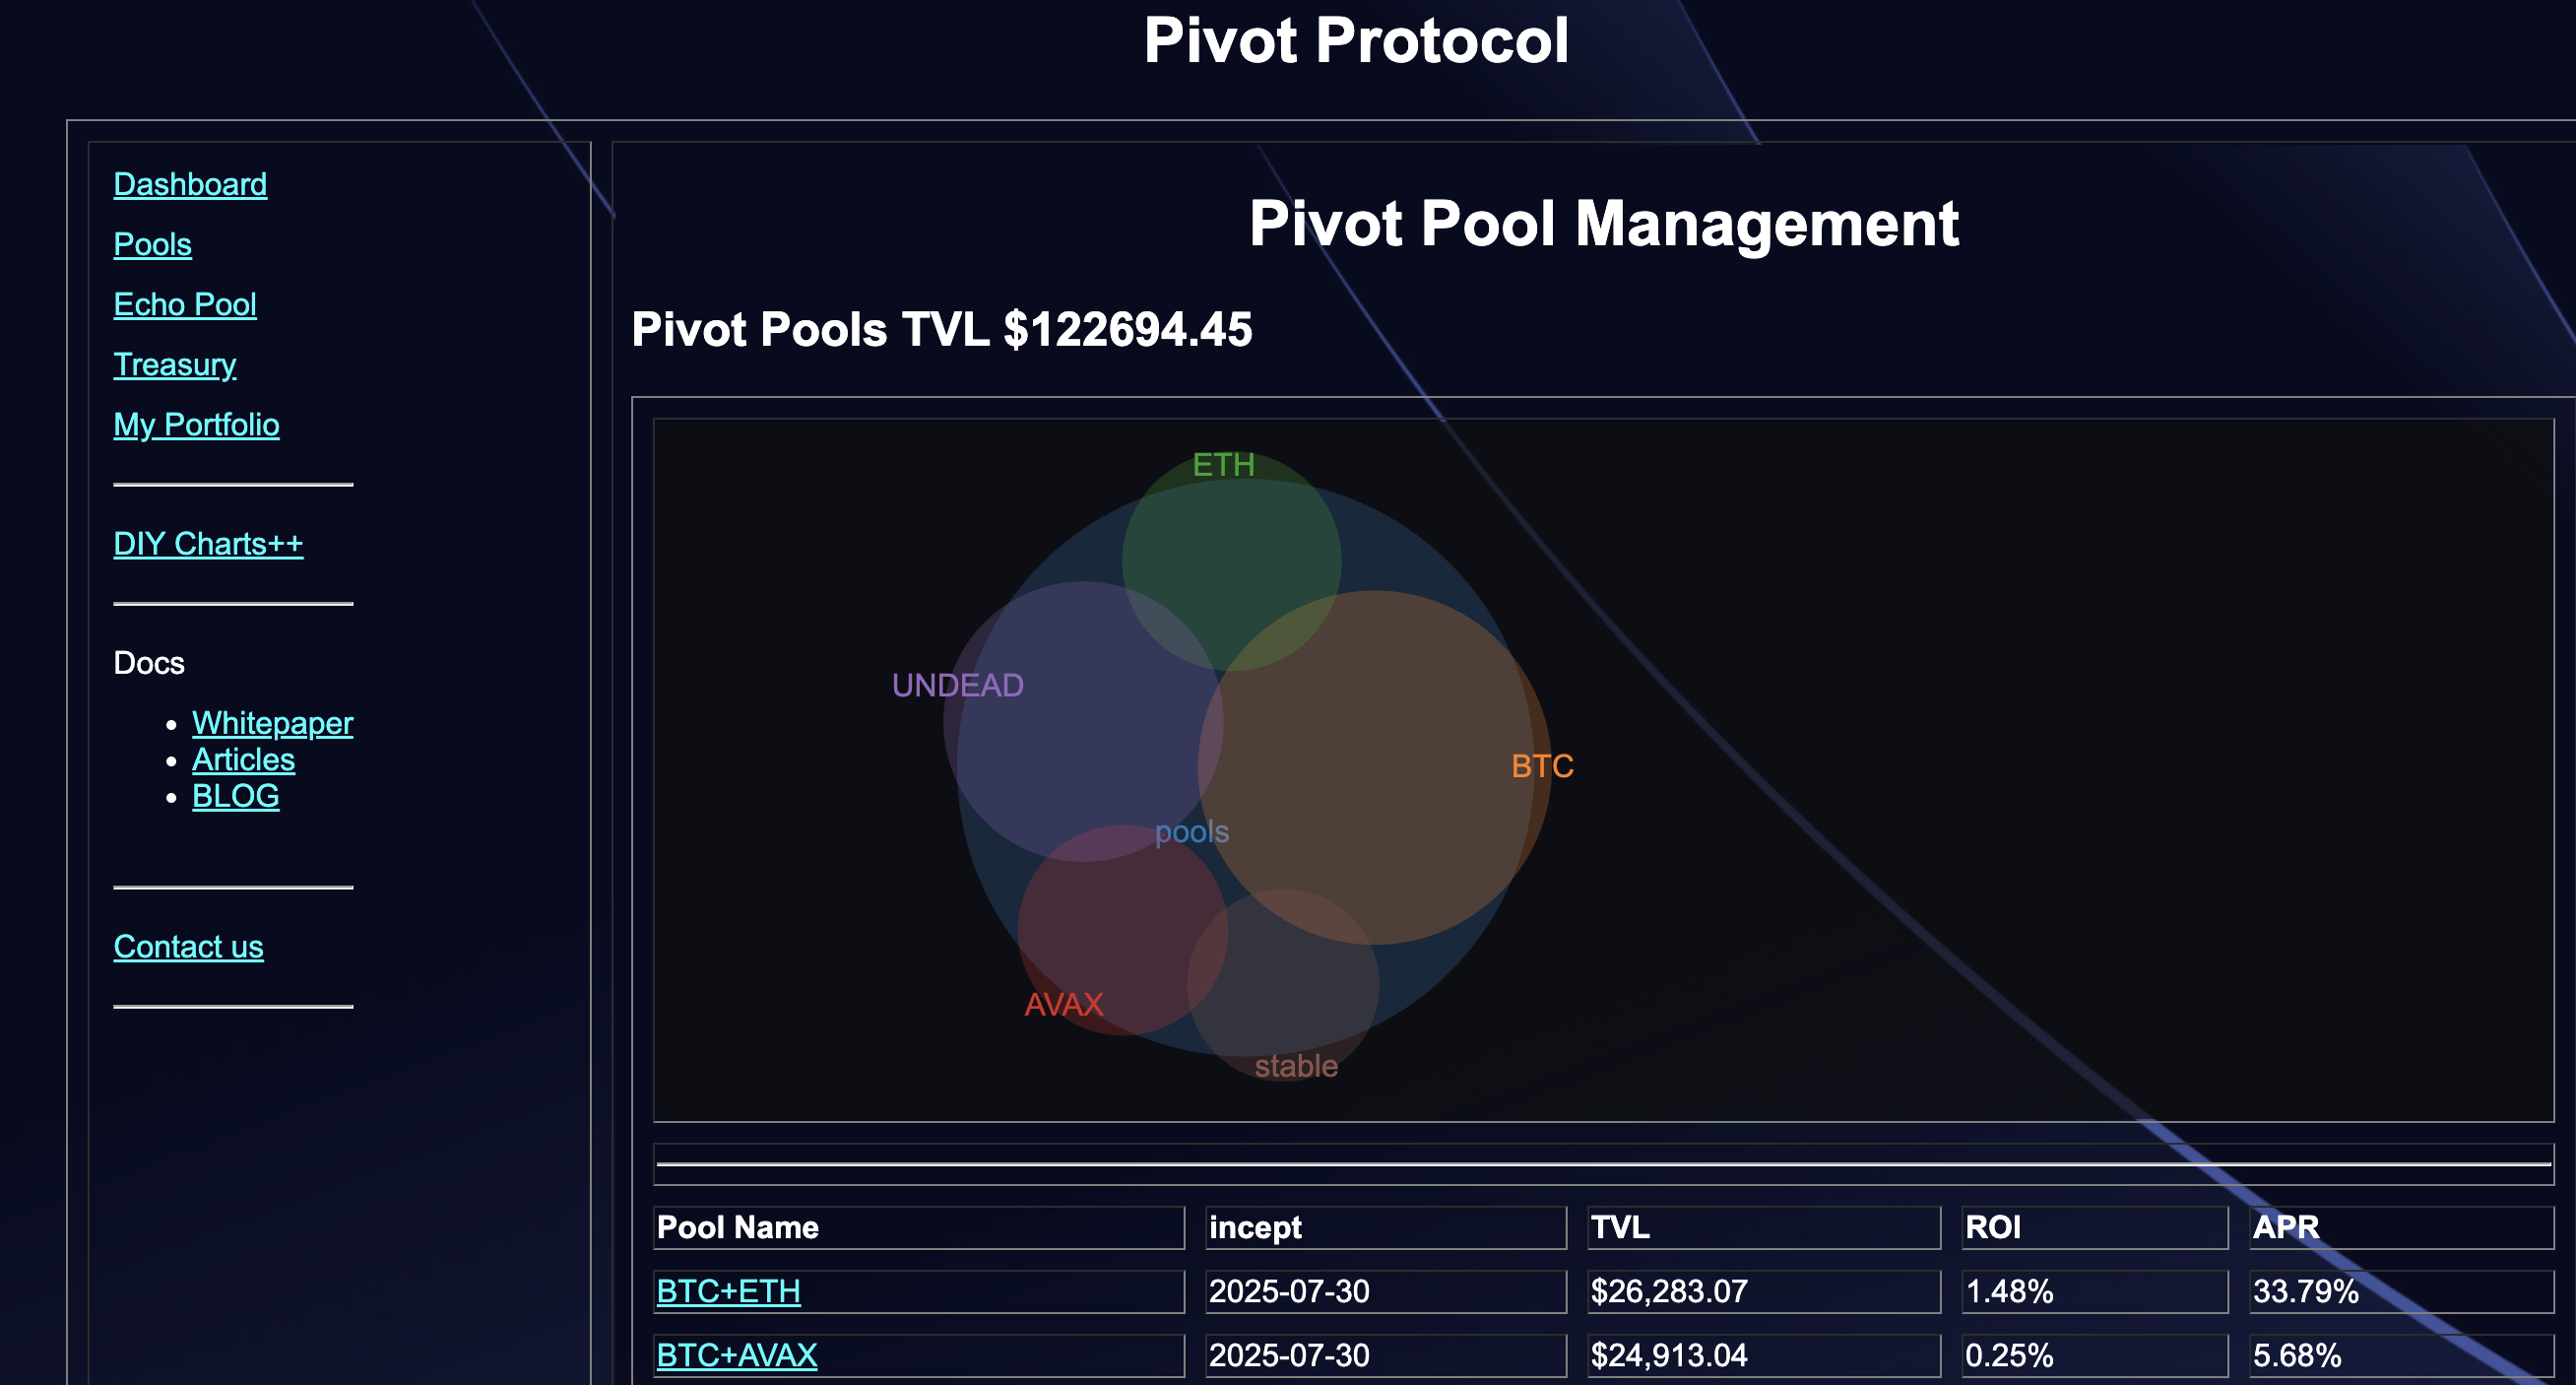 Pivot Protocol
Dashboard
Pools
Echo Pool
Treasury
My Portfolio
DIY Charts++
Docs
Whitepaper
Articles
BLOG
Contact us
Pivot Pool Management
Pivot Pools TVL $122694.45
ETH
UNDEAD
BTC
pools
AVAX
stable
Pool Name incept TVL ROI APR
BTC+ETH 2025-07-30 $26,283.07 1.48% 33.79%
BTC+AVAX 2025-07-30 $24,913.04 0.25% 5.68%